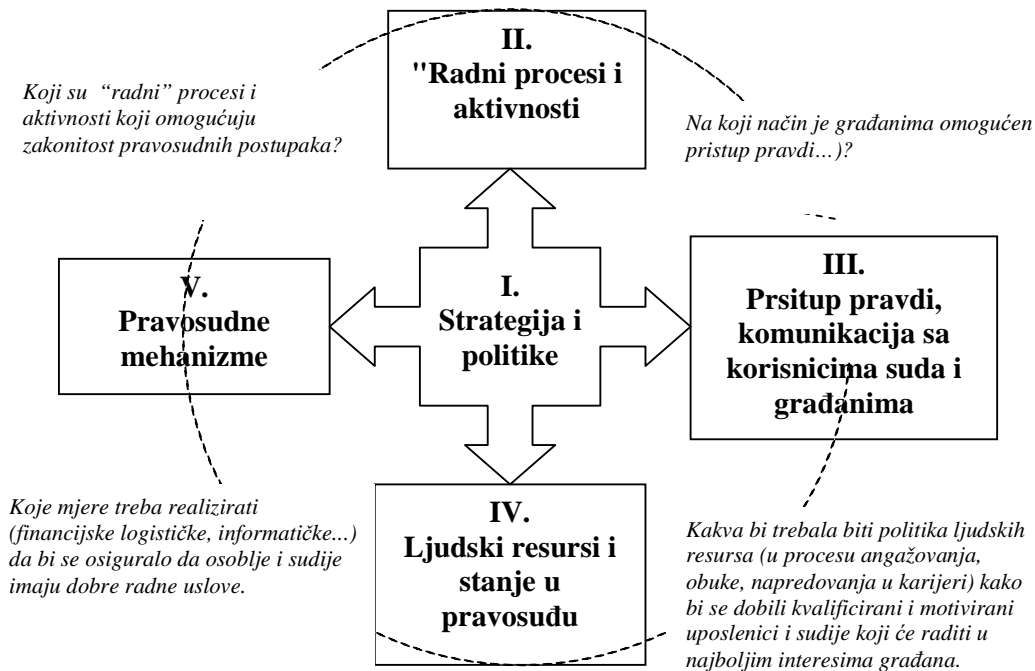 II.
"Radni procesi i
aktivnosti
Koji su “radni” procesi i
aktivnosti koji omogućuju
zakonitost pravosudnih postupaka?
Na koji način je građanima omogućen
pristup pravdi…)?
V.
Pravosudne
mehanizme
I.
Strategija i
politike
III.
Prsitup pravdi,
komunikacija sa
korisnicima suda i
građanima
Koje mjere treba realizirati
(financijske logističke, informatičke...)
da bi se osiguralo da osoblje i sudije
imaju dobre radne uslove.
IV.
Ljudski resursi i
stanje u
pravosuđu
Kakva bi trebala biti politika ljudskih
resursa (u procesu angažovanja,
obuke, napredovanja u karijeri) kako
bi se dobili kvalificirani i motivirani
uposlenici i sudije koji će raditi u
najboljim interesima građana.